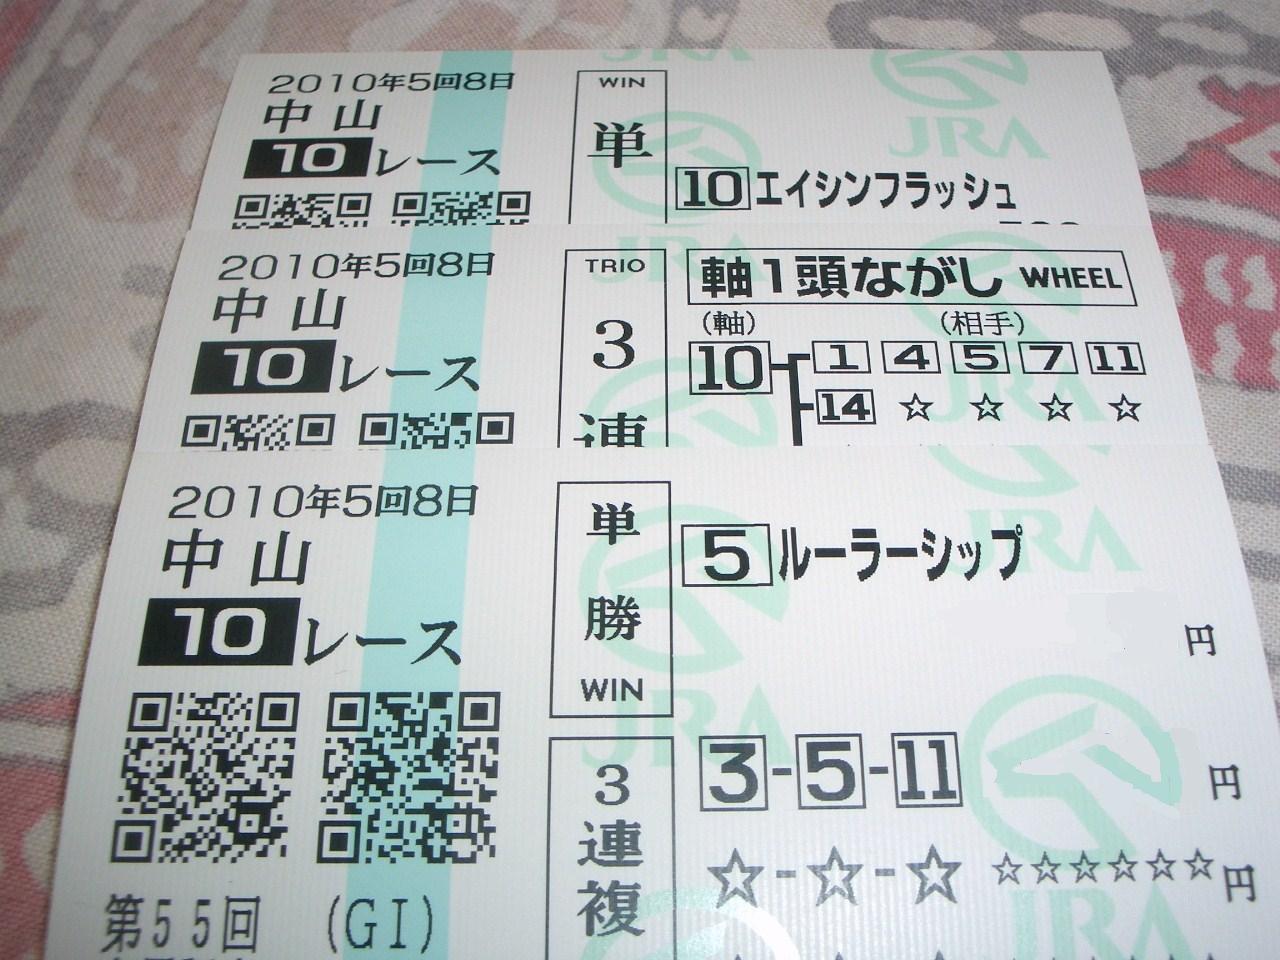 2010年5回8日
中山
10レース
WIN
単
10エイシンフラッシュ
JRA
2010年5回8日
中山
10レース
TRIO
3連
軸1頭ながし WHEEL
(軸) (相手)
10 1 4 5 7 11
14 ☆ ☆ ☆ ☆
2010年5回8日
中山
10レース
単勝
WIN
5ルーラーシップ
円
3連複
3-5-11
円
☆-☆-☆ ☆☆☆☆☆☆円
第55回 (GI)
JRA